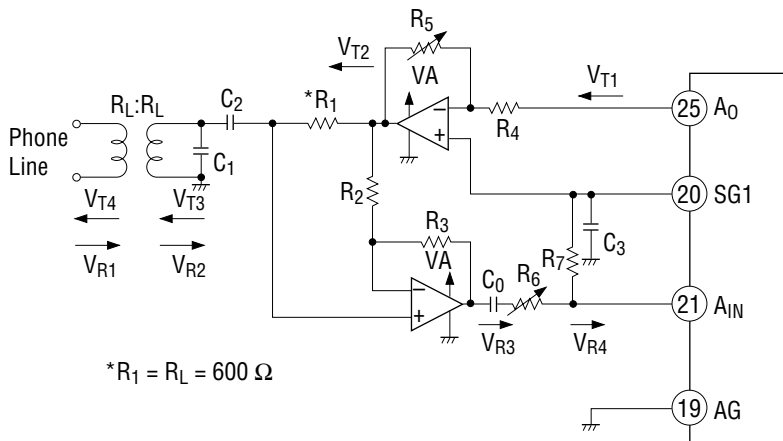 R5
VT2
VA
VT1
RL:RL
C2
*R1
R4
25
AO
Phone
Line
C1
20
SG1
VT4
VT3
R2
R3
C3
VR1
VR2
VA
C0
R6
R7
21
AIN
VR3
VR4
*R1 = RL = 600 Ω
19
AG